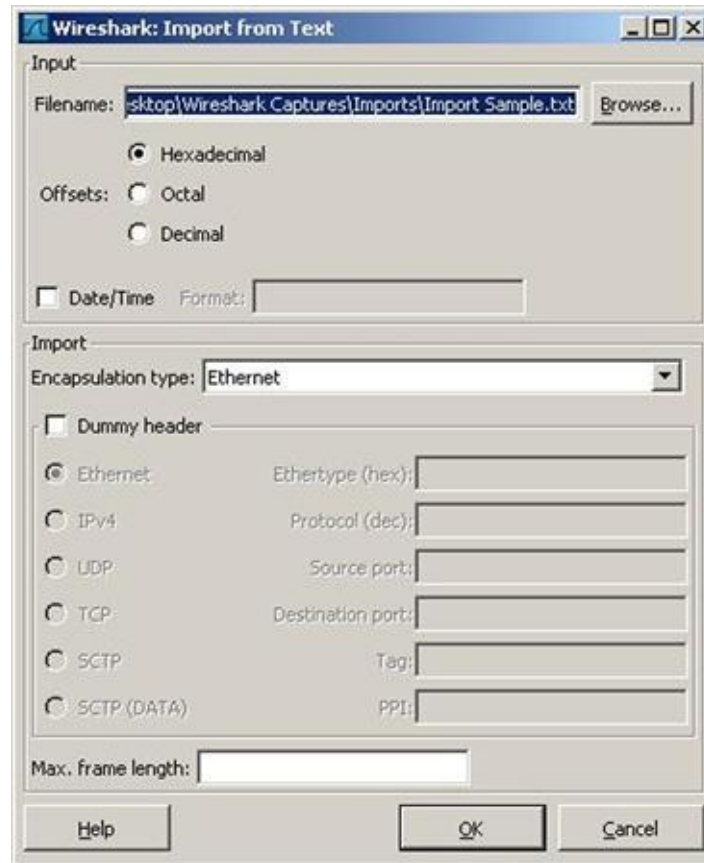 Wireshark: Import from Text
Input
Filename: esktop\Wireshark Captures\Imports\Import Sample.txt Browse...
Hexadecimal
Offsets: Octal
Decimal
Date/Time Format:
Import
Encapsulation type: Ethernet
Dummy header
Ethernet Ethertype (hex):
IPv4 Protocol (dec):
UDP Source port:
TCP Destination port:
SCTP Tag:
SCTP (DATA) PPI:
Max. frame length:
Help OK Cancel